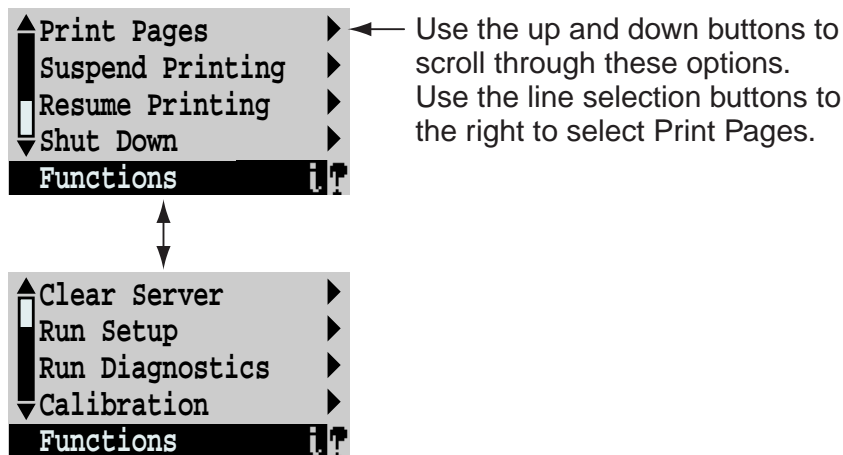 Print Pages
Suspend Printing
Resume Printing
Shut Down
Functions
Use the up and down buttons to
scroll through these options.
Use the line selection buttons to
the right to select Print Pages.
Clear Server
Run Setup
Run Diagnostics
Calibration
Functions